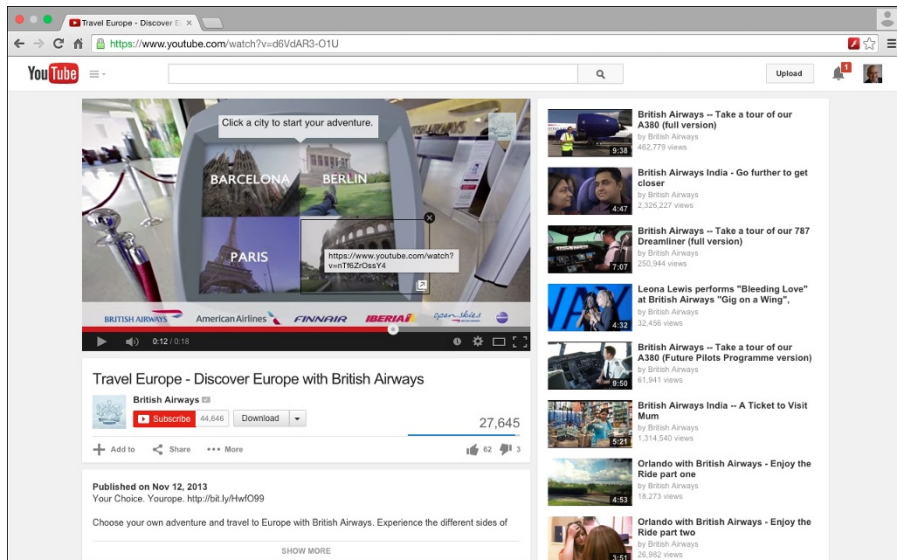 Travel Europe - Discover E
https://www.youtube.com/watch?v=d6VdAR3-O1U
YouTube
Upload
1
Click a city to start your adventure.
BARCELONA
BERLIN
PARIS
https://www.youtube.com/watch?
v=nTf6ZrOssY4
BRITISH AIRWAYS
American Airlines
FINNAIR
IBERIA
open skies
0:12 / 0:18
Travel Europe - Discover Europe with British Airways
British Airways
Subscribe
44,646
Download
27,645
Add to
Share
More
62
3
Published on Nov 12, 2013
Your Choice. Yourope. http://bit.ly/HwfO99
Choose your own adventure and travel to Europe with British Airways. Experience the different sides of
SHOW MORE
British Airways -- Take a tour of our
A380 (full version)
by British Airways
462,779 views
9:38
British Airways India - Go further to get
closer
by British Airways
2,326,227 views
4:47
British Airways -- Take a tour of our 787
Dreamliner (full version)
by British Airways
250,944 views
7:07
Leona Lewis performs "Bleeding Love"
at British Airways "Gig on a Wing",
by British Airways
32,456 views
4:32
British Airways -- Take a tour of our
A380 (Future Pilots Programme version)
by British Airways
61,941 views
9:50
British Airways India -- A Ticket to Visit
Mum
by British Airways
1,314,540 views
5:21
Orlando with British Airways - Enjoy the
Ride part one
by British Airways
18,273 views
4:53
Orlando with British Airways - Enjoy the
Ride part two
by British Airways
26,982 views
3:51